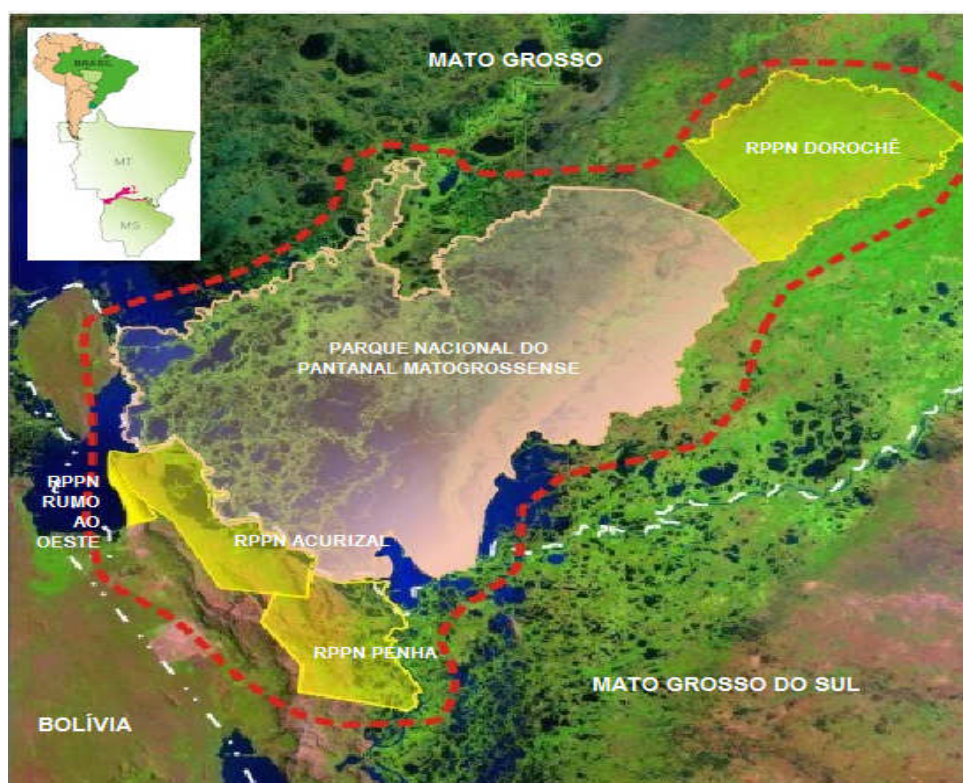 BRASIL
MT
MS
MATO GROSSO
RPPN DOROCHÊ
PARQUE NACIONAL DO
PANTANAL MATOGROSSENSE
RPPN
RUMO
AO
OESTE
RPPN ACURIZAL
RPPN PENHA
MATO GROSSO DO SUL
BOLÍVIA